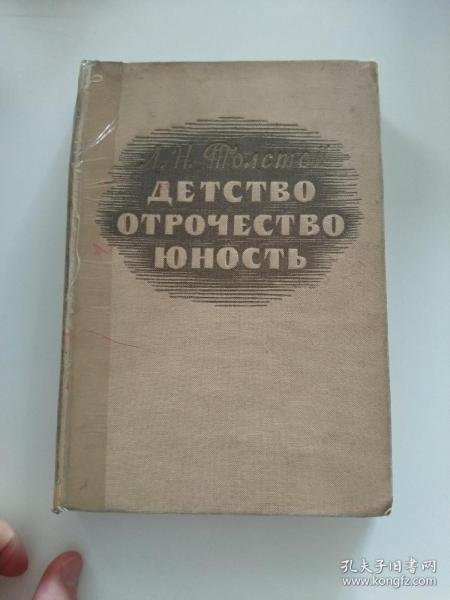 Л. Н. Толстой
ДЕТСТВО
ОТРОЧЕСТВО
ЮНОСТЬ
孔夫子旧书网
www.kongfz.com